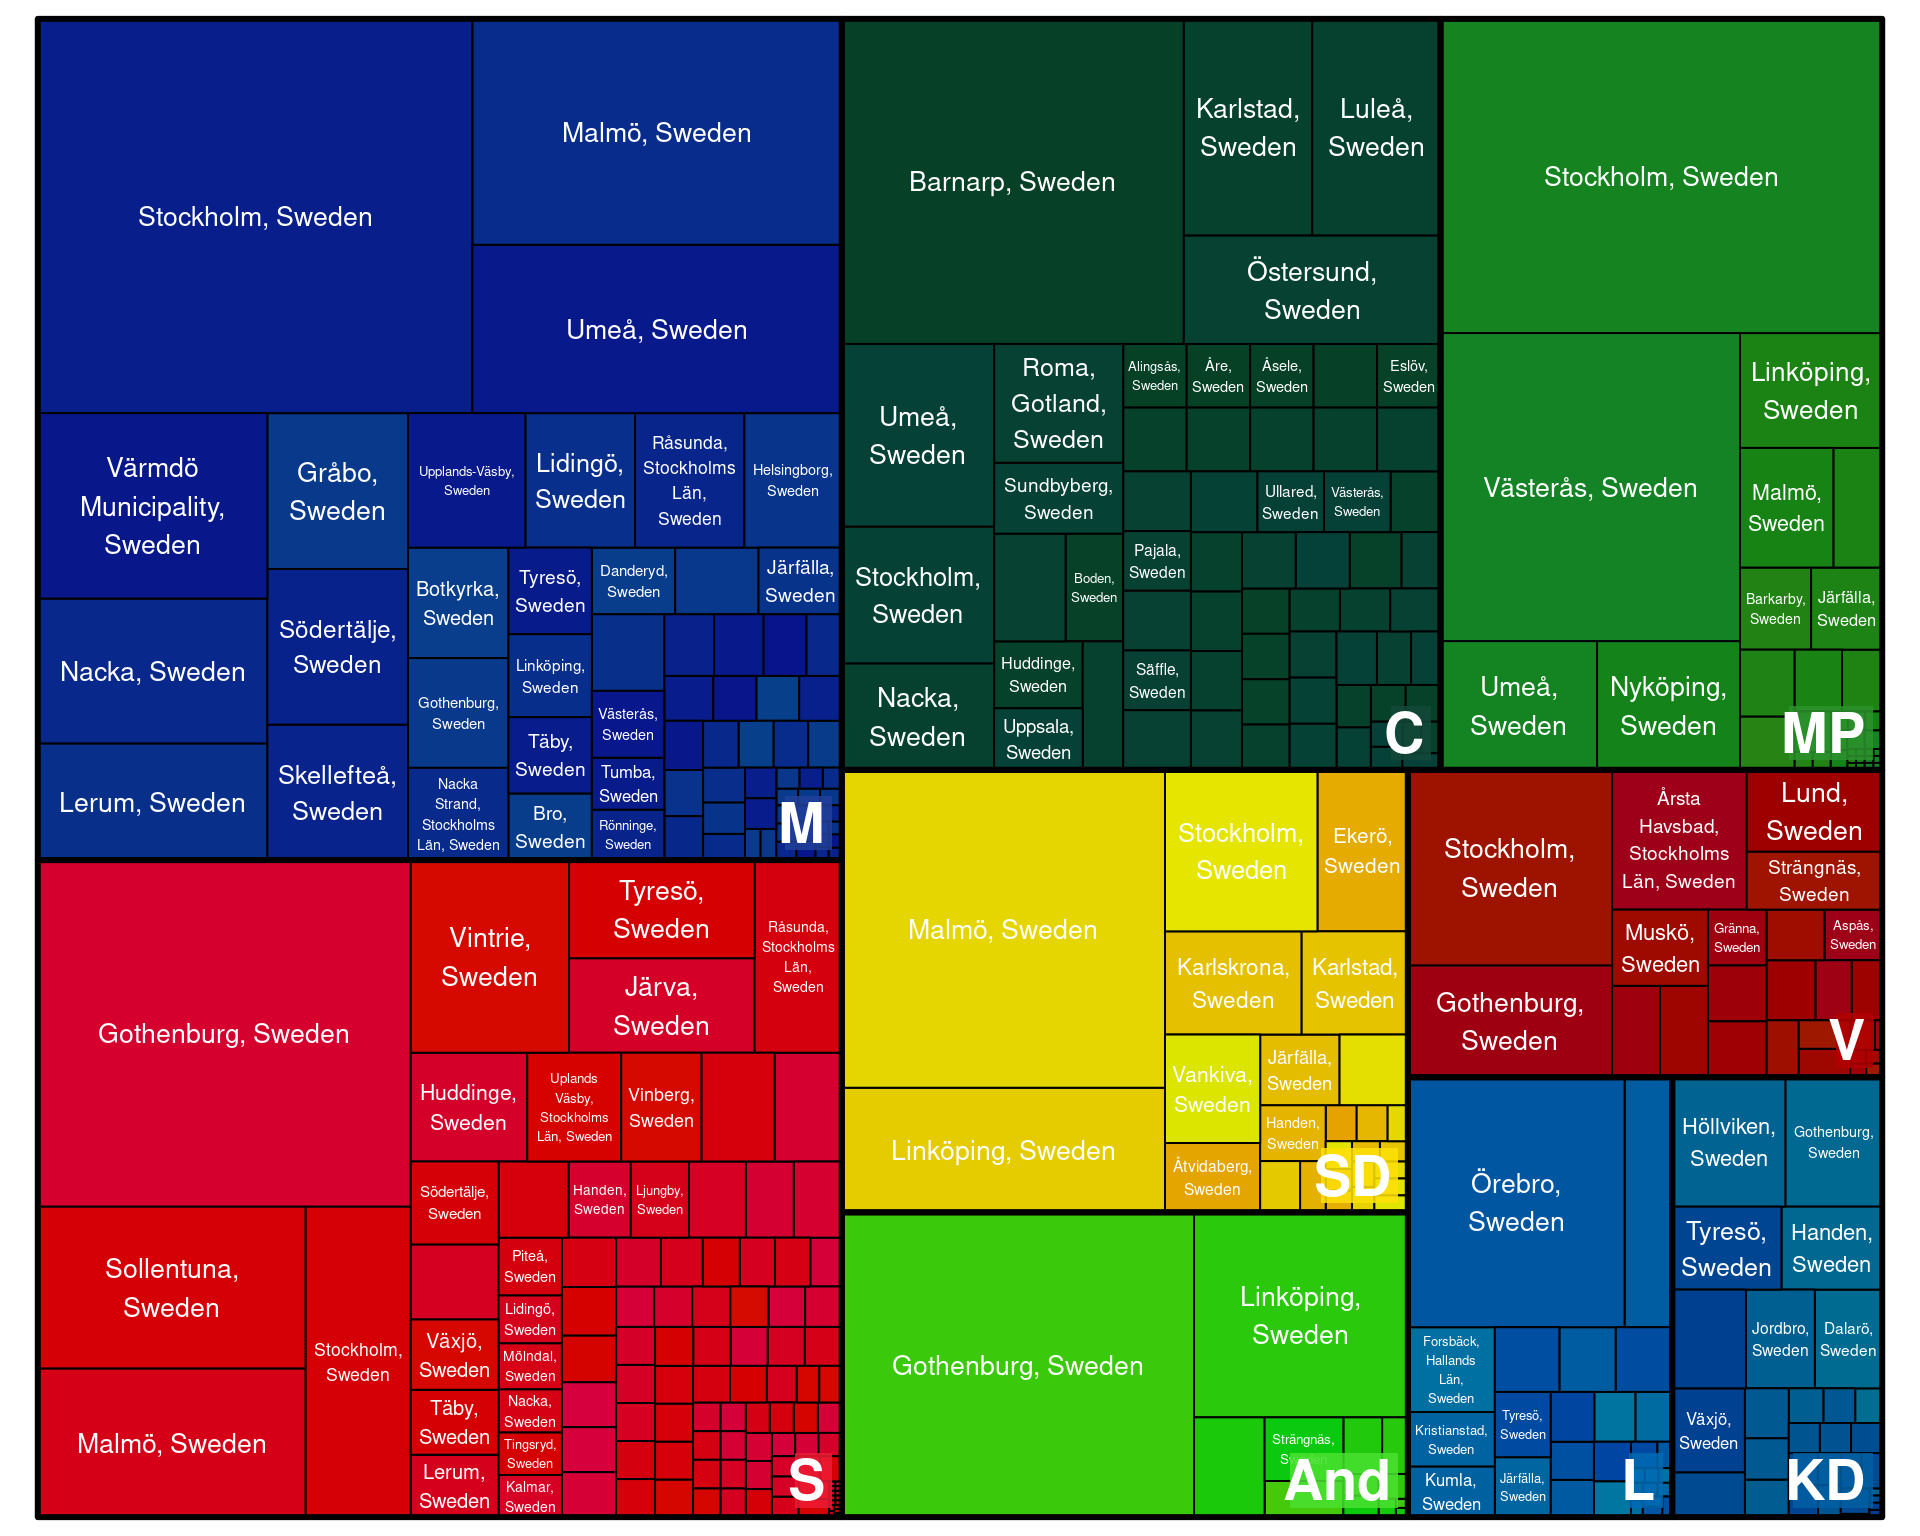 Stockholm, Sweden
Malmö, Sweden
Umeå, Sweden
Värmdö
Municipality,
Sweden
Nacka, Sweden
Lerum, Sweden
Gråbo,
Sweden
Södertälje,
Sweden
Skellefteå,
Sweden
Upplands-Väsby,
Sweden
Lidingö,
Sweden
Råsunda,
Stockholms
Län,
Sweden
Helsingborg,
Sweden
Botkyrka,
Sweden
Gothenburg,
Sweden
Nacka
Strand,
Stockholms
Län, Sweden
Tyresö,
Sweden
Linköping,
Sweden
Täby,
Sweden
Bro,
Sweden
Danderyd,
Sweden
Järfälla,
Sweden
Västerås,
Sweden
Tumba,
Sweden
Rönninge,
Sweden
M
Barnarp, Sweden
Karlstad,
Sweden
Luleå,
Sweden
Östersund,
Sweden
Umeå,
Sweden
Stockholm,
Sweden
Nacka,
Sweden
Roma,
Gotland,
Sweden
Sundbyberg,
Sweden
Boden,
Sweden
Huddinge,
Sweden
Uppsala,
Sweden
Alingsås,
Sweden
Åre,
Sweden
Åsele,
Sweden
Eslöv,
Sweden
Ullared,
Sweden
Västerås,
Sweden
Pajala,
Sweden
Säffle,
Sweden
C
Stockholm, Sweden
Västerås, Sweden
Umeå,
Sweden
Nyköping,
Sweden
Linköping,
Sweden
Malmö,
Sweden
Barkarby,
Sweden
Järfälla,
Sweden
MP
Gothenburg, Sweden
Sollentuna,
Sweden
Malmö, Sweden
Stockholm,
Sweden
Vintrie,
Sweden
Tyresö,
Sweden
Järva,
Sweden
Råsunda,
Stockholms
Län,
Sweden
Huddinge,
Sweden
Uplands
Väsby,
Stockholms
Län, Sweden
Vinberg,
Sweden
Södertälje,
Sweden
Växjö,
Sweden
Täby,
Sweden
Lerum,
Sweden
Handen,
Sweden
Ljungby,
Sweden
Piteå,
Sweden
Lidingö,
Sweden
Mölndal,
Sweden
Nacka,
Sweden
Tingsryd,
Sweden
Kalmar,
Sweden
S
Malmö, Sweden
Linköping, Sweden
Stockholm,
Sweden
Ekerö,
Sweden
Karlskrona,
Sweden
Karlstad,
Sweden
Vankiva,
Sweden
Åtvidaberg,
Sweden
Järfälla,
Sweden
Handen,
Sweden
SD
Gothenburg, Sweden
Linköping,
Sweden
Strängnäs,
And
Stockholm,
Sweden
Gothenburg,
Sweden
Årsta
Havsbad,
Stockholms
Län, Sweden
Lund,
Sweden
Strängnäs,
Sweden
Muskö,
Sweden
Gränna,
Sweden
Aspås,
Sweden
V
Örebro,
Sweden
Forsbäck,
Hallands
Län,
Sweden
Kristianstad,
Sweden
Kumla,
Sweden
Tyresö,
Sweden
Järfälla,
Sweden
L
Höllviken,
Sweden
Gothenburg,
Sweden
Tyresö,
Sweden
Handen,
Sweden
Jordbro,
Sweden
Dalarö,
Sweden
Växjö,
Sweden
KD